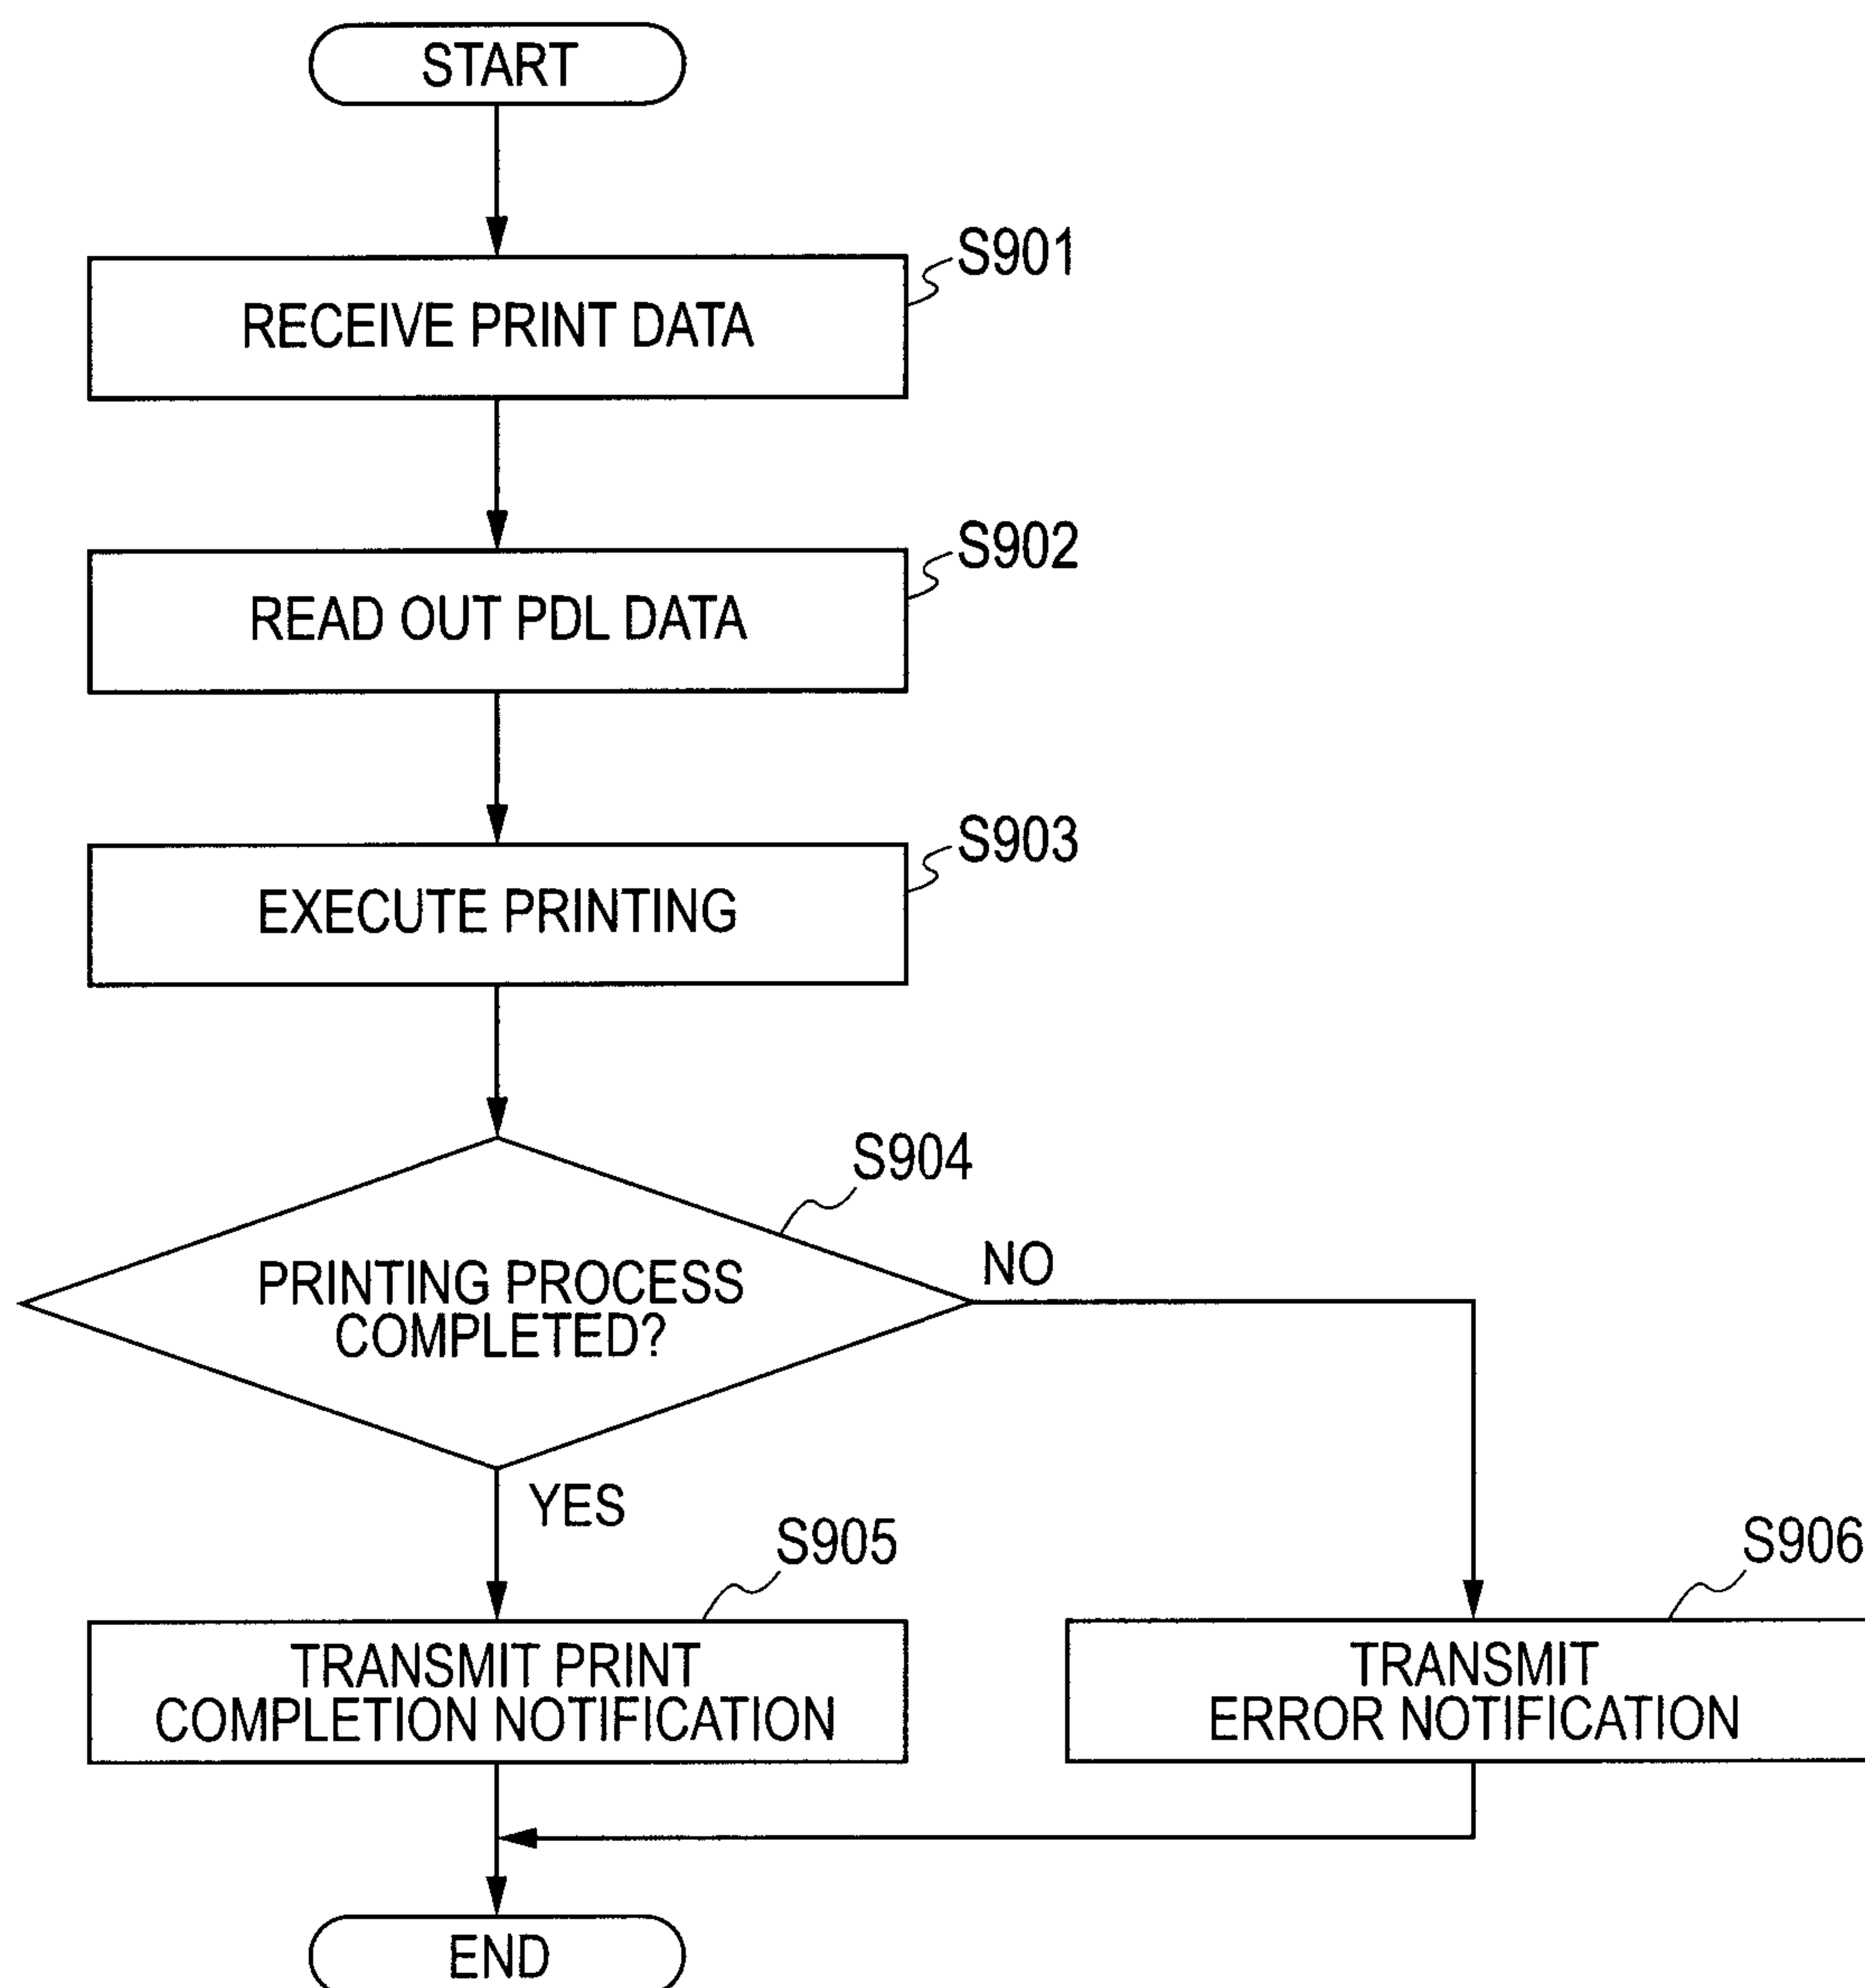 START
S901
RECEIVE PRINT DATA
S902
READ OUT PDL DATA
S903
EXECUTE PRINTING
S904
PRINTING PROCESS
COMPLETED?
NO
YES
S905
TRANSMIT PRINT
COMPLETION NOTIFICATION
S906
TRANSMIT
ERROR NOTIFICATION
END